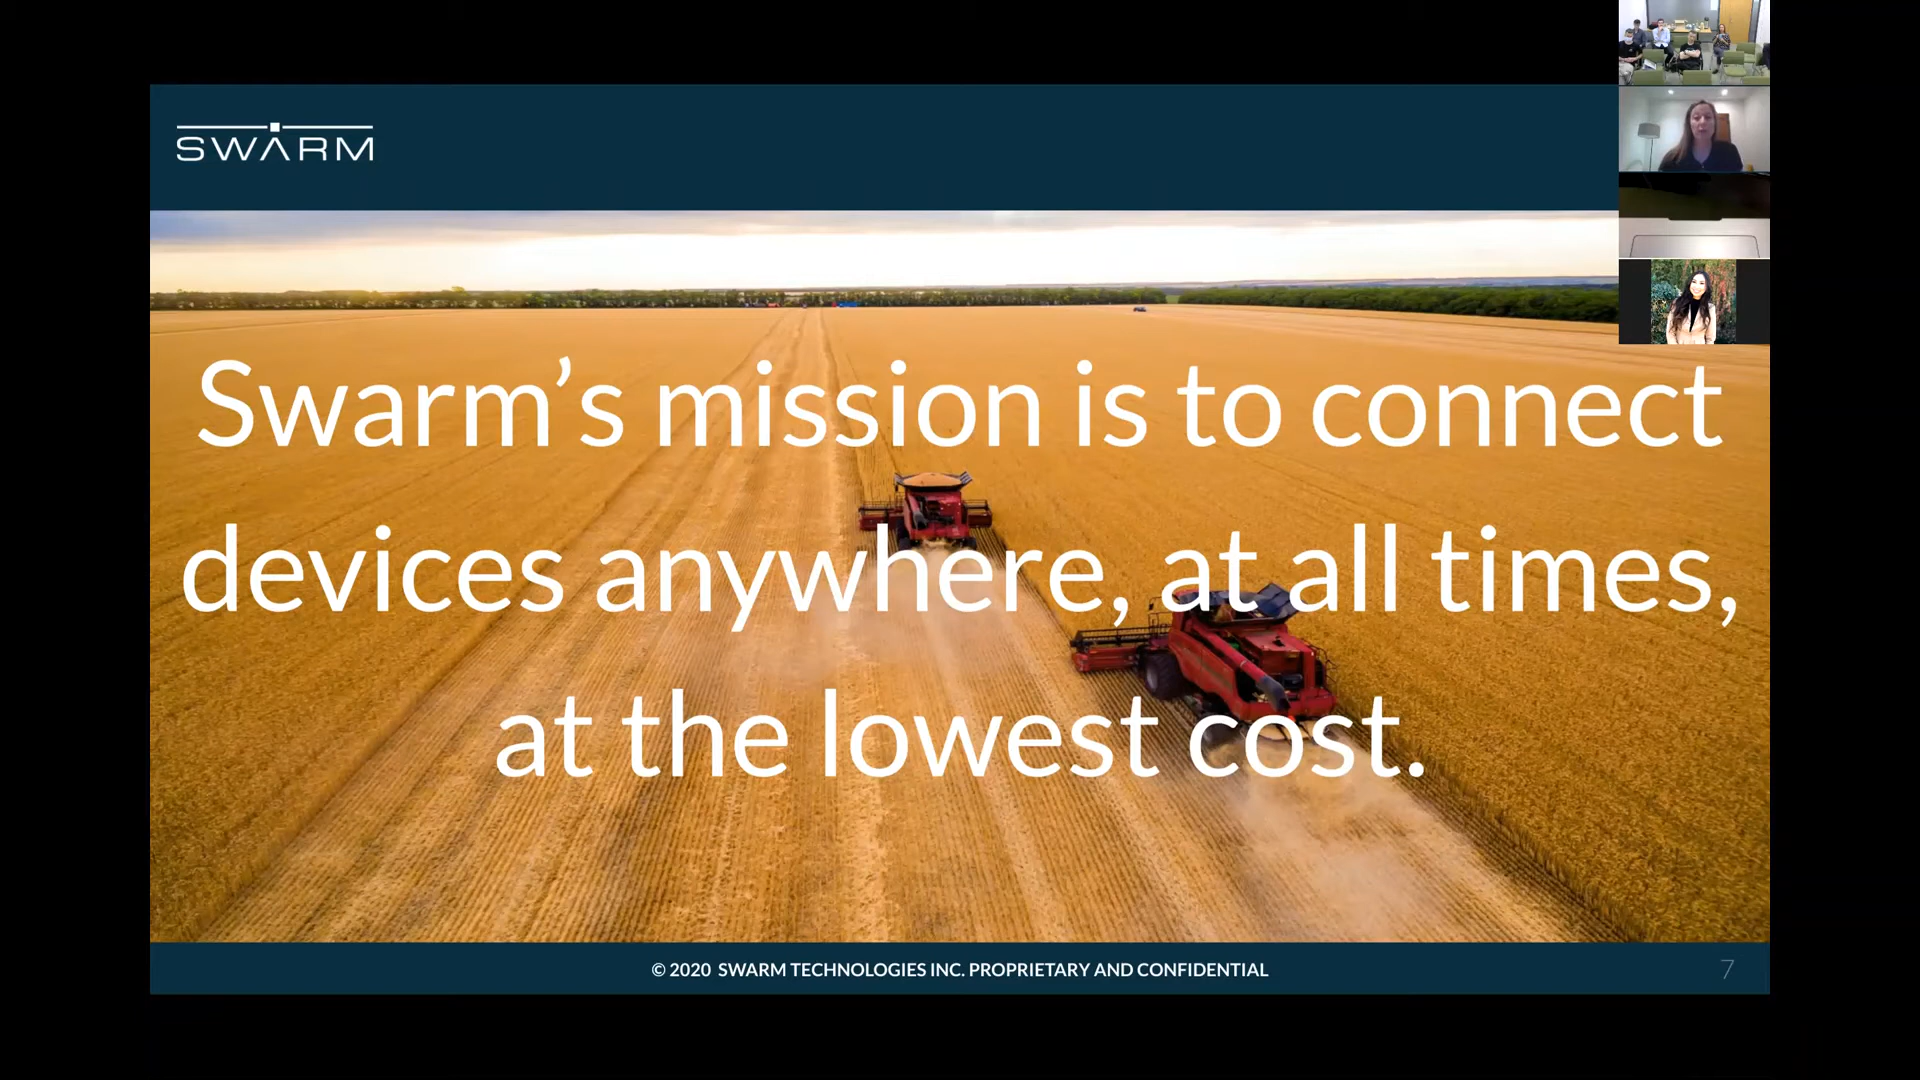 SWARM
Swarm’s mission is to connect
devices anywhere, at all times,
at the lowest cost.
© 2020 SWARM TECHNOLOGIES INC. PROPRIETARY AND CONFIDENTIAL
7